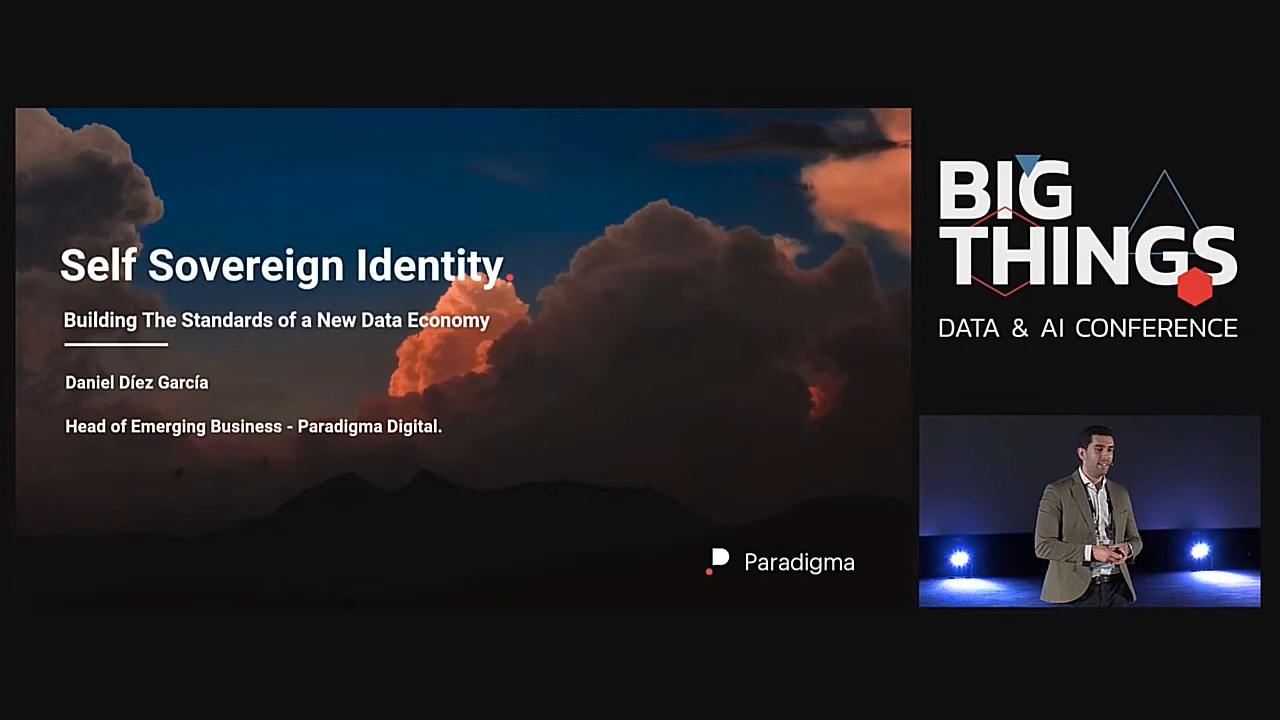 Self Sovereign Identity.
Building The Standards of a New Data Economy
Daniel Díez García
Head of Emerging Business - Paradigma Digital.
Paradigma
BIG
THINGS
DATA & AI CONFERENCE